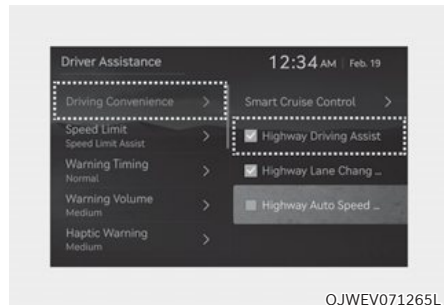 Driver Assistance
12:34 AM | Feb. 19
Driving Convenience >
Speed Limit >
Speed Limit Assist
Warning Timing >
Normal
Warning Volume >
Medium
Haptic Warning >
Medium
Smart Cruise Control >
Highway Driving Assist
Highway Lane Chang ...
Highway Auto Speed ...
OJWEV071265L